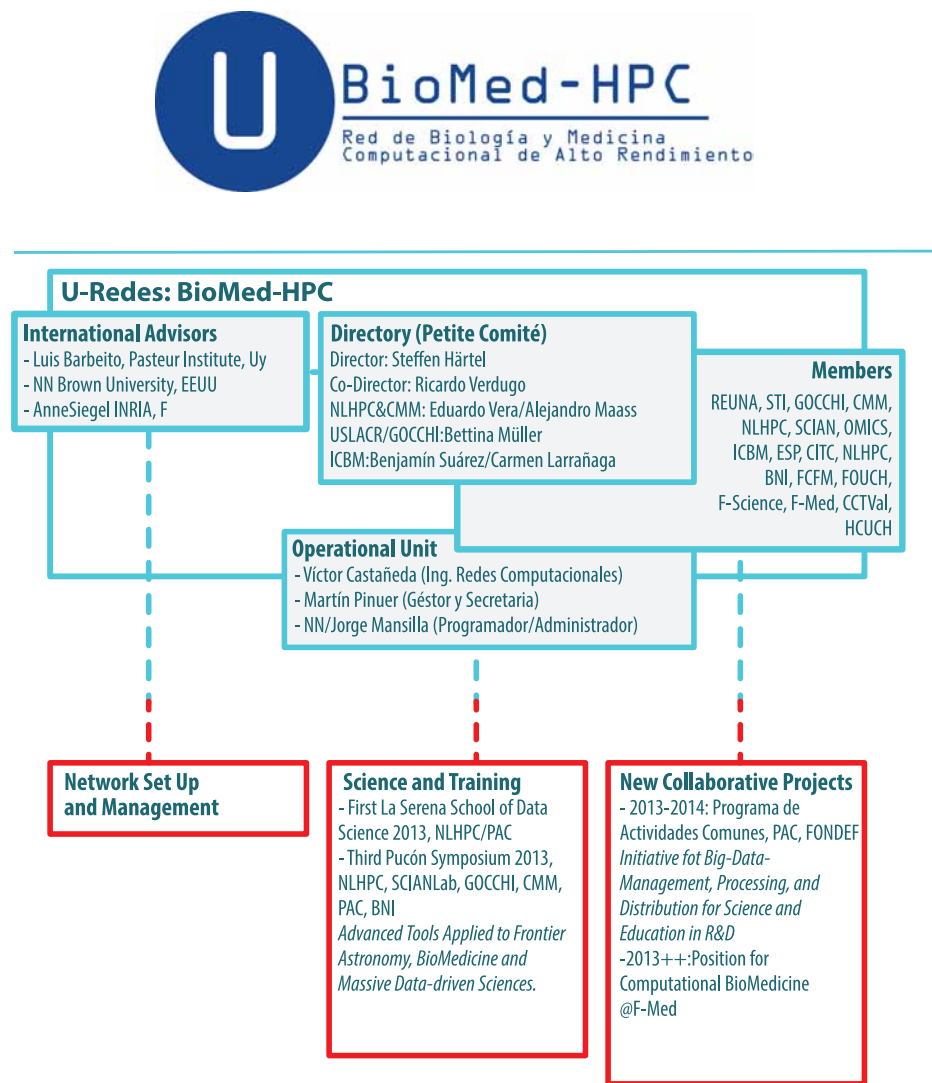 U
BioMed-HPC
Red de Biología y Medicina
Computacional de Alto Rendimiento
U-Redes: BioMed-HPC
International Advisors
- Luis Barbeito, Pasteur Institute, Uy
- NN Brown University, EEUU
- AnneSiegel INRIA, F
Directory (Petite Comité)
Director: Steffen Härtel
Co-Director: Ricardo Verdugo
NLHPC&CMM: Eduardo Vera/Alejandro Maass
USLACR/GOCCHI:Bettina Müller
ICBM:Benjamín Suárez/Carmen Larrañaga
Members
REUNA, STI, GOCCHI, CMM,
NLHPC, SCIAN, OMICS,
ICBM, ESP, CITC, NLHPC,
BNI, FCFM, FOUCH,
F-Science, F-Med, CCTVal,
HCUCH
Operational Unit
- Víctor Castañeda (Ing. Redes Computacionales)
- Martín Pinuer (Géstor y Secretaria)
- NN/Jorge Mansilla (Programador/Administrador)
Network Set Up
and Management
Science and Training
- First La Serena School of Data
Science 2013, NLHPC/PAC
- Third Pucón Symposium 2013,
NLHPC, SCIANLab, GOCCHI, CMM,
PAC, BNI
Advanced Tools Applied to Frontier
Astronomy, BioMedicine and
Massive Data-driven Sciences.
New Collaborative Projects
- 2013-2014: Programa de
Actividades Comunes, PAC, FONDEF
Initiative fot Big-Data-
Management, Processing, and
Distribution for Science and
Education in R&D
-2013++:Position for
Computational BioMedicine
@F-Med